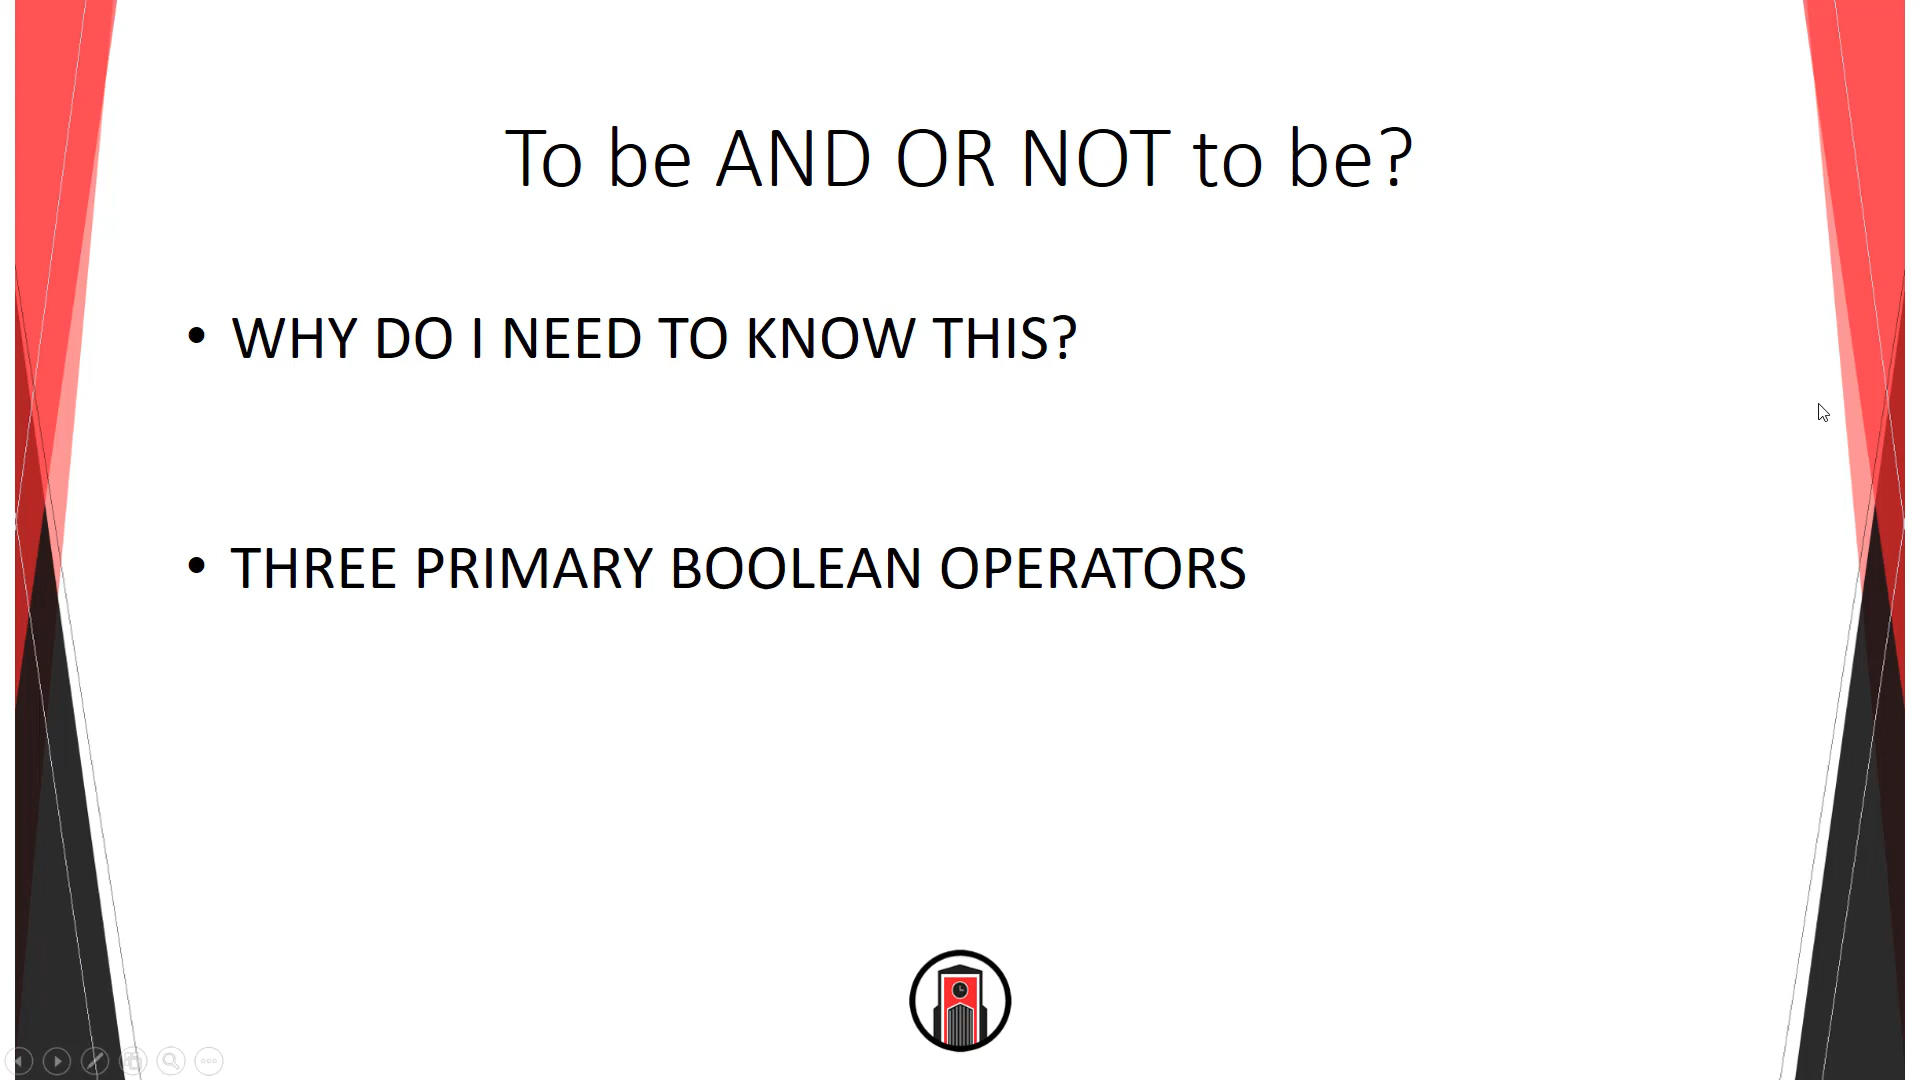 To be AND OR NOT to be?
• WHY DO I NEED TO KNOW THIS?
• THREE PRIMARY BOOLEAN OPERATORS